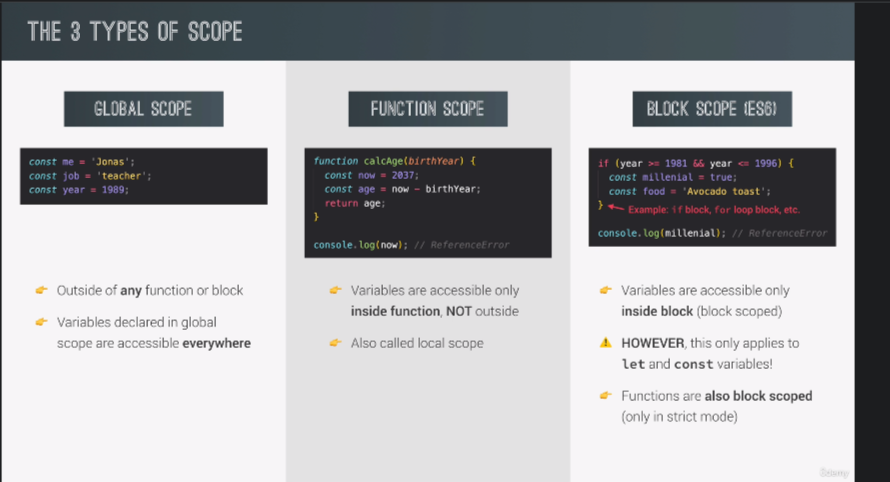 THE 3 TYPES OF SCOPE
GLOBAL SCOPE
const me = 'Jonas';
const job = 'teacher';
const year = 1989;
Outside of any function or block
Variables declared in global
scope are accessible everywhere
FUNCTION SCOPE
function calcAge(birthYear) {
const now = 2037;
const age = now − birthYear;
return age;
}
console.log(now); // ReferenceError
Variables are accessible only
inside function, NOT outside
Also called local scope
BLOCK SCOPE (ES6)
if (year >= 1981 && year <= 1996) {
const millenial = true;
const food = 'Avocado toast';
} Example: if block, for loop block, etc.
console.log(millenial); // ReferenceError
Variables are accessible only
inside block (block scoped)
HOWEVER, this only applies to
let and const variables!
Functions are also block scoped
(only in strict mode)
Udemy